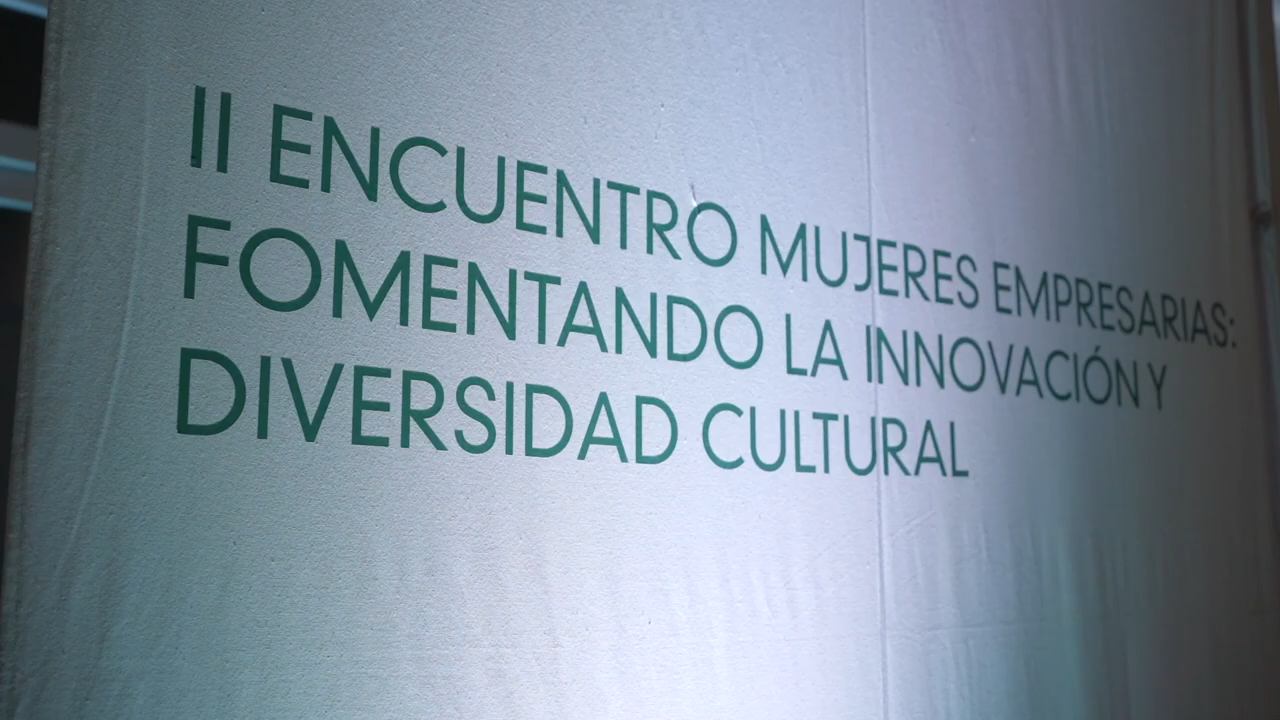 II ENCUENTRO MUJERES EMPRESARIAS:
FOMENTANDO LA INNOVACIÓN Y
DIVERSIDAD CULTURAL